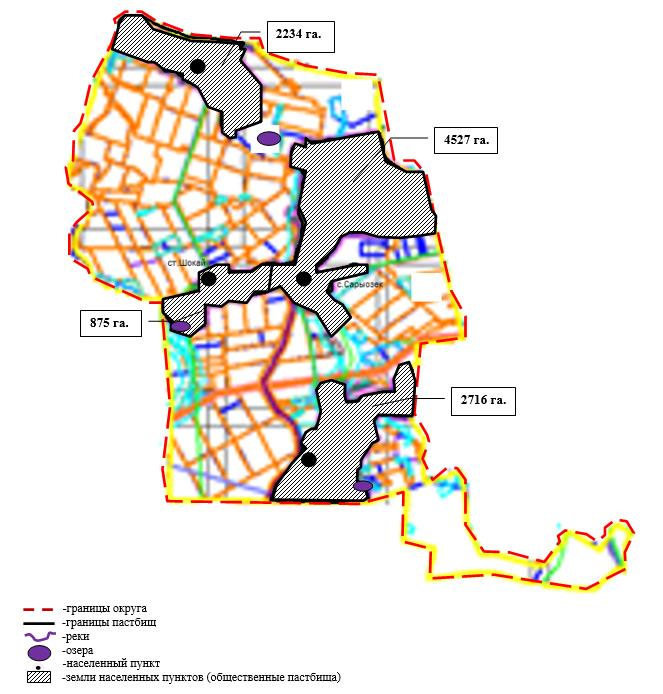 2234 га.
4527 га.
ст.Шокай
с.Сарыозек
875 га.
2716 га.
-границы округа
-границы пастбищ
-реки
-озера
-населенный пункт
-земли населенных пунктов (общественные пастбища)